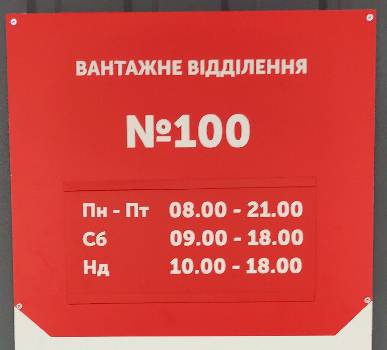 ВАНТАЖНЕ ВІДДІЛЕННЯ
№100
Пн - Пт 08.00 - 21.00
Сб 09.00 - 18.00
Нд 10.00 - 18.00